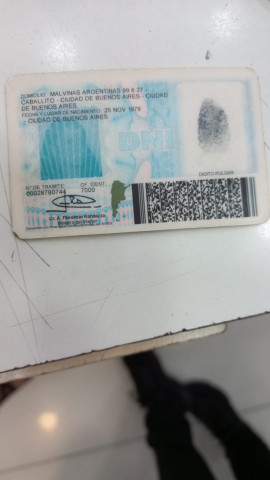 DOMICILIO: MALVINAS ARGENTINAS 99 6 27 -
CABALLITO - CIUDAD DE BUENOS AIRES - CIUDAD
DE BUENOS AIRES
FECHA Y LUGAR DE NACIMIENTO: 25 NOV 1979
- CIUDAD DE BUENOS AIRES
DNI
N° DE TRAMITE OF. IDENT.
00028780744 7000
DIGITO PULGAR